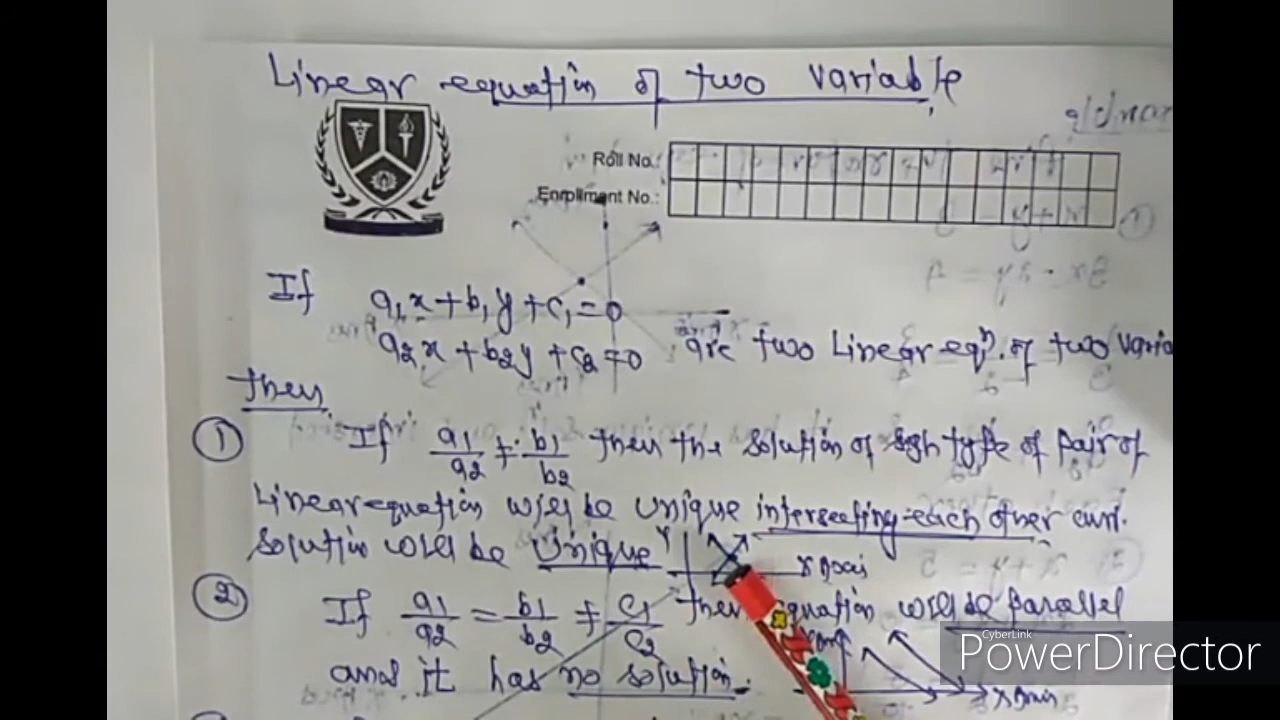 Linear equation of two variable
Roll No.:
Enrollment No.:
If a₁x + b₁y + c₁ = 0
a₂x + b₂y + c₂ = 0 are two Linear eqⁿ. of two varia
then
① If a₁/a₂ ≠ b₁/b₂ then the solution of such type of pair of
Linear equation will be unique intersecting each other
solution will be unique Y
x axis
② If a₁/a₂ = b₁/b₂ ≠ c₁/c₂ then equation will be parallel
and it has no solution.
x axis
CyberLink
PowerDirector